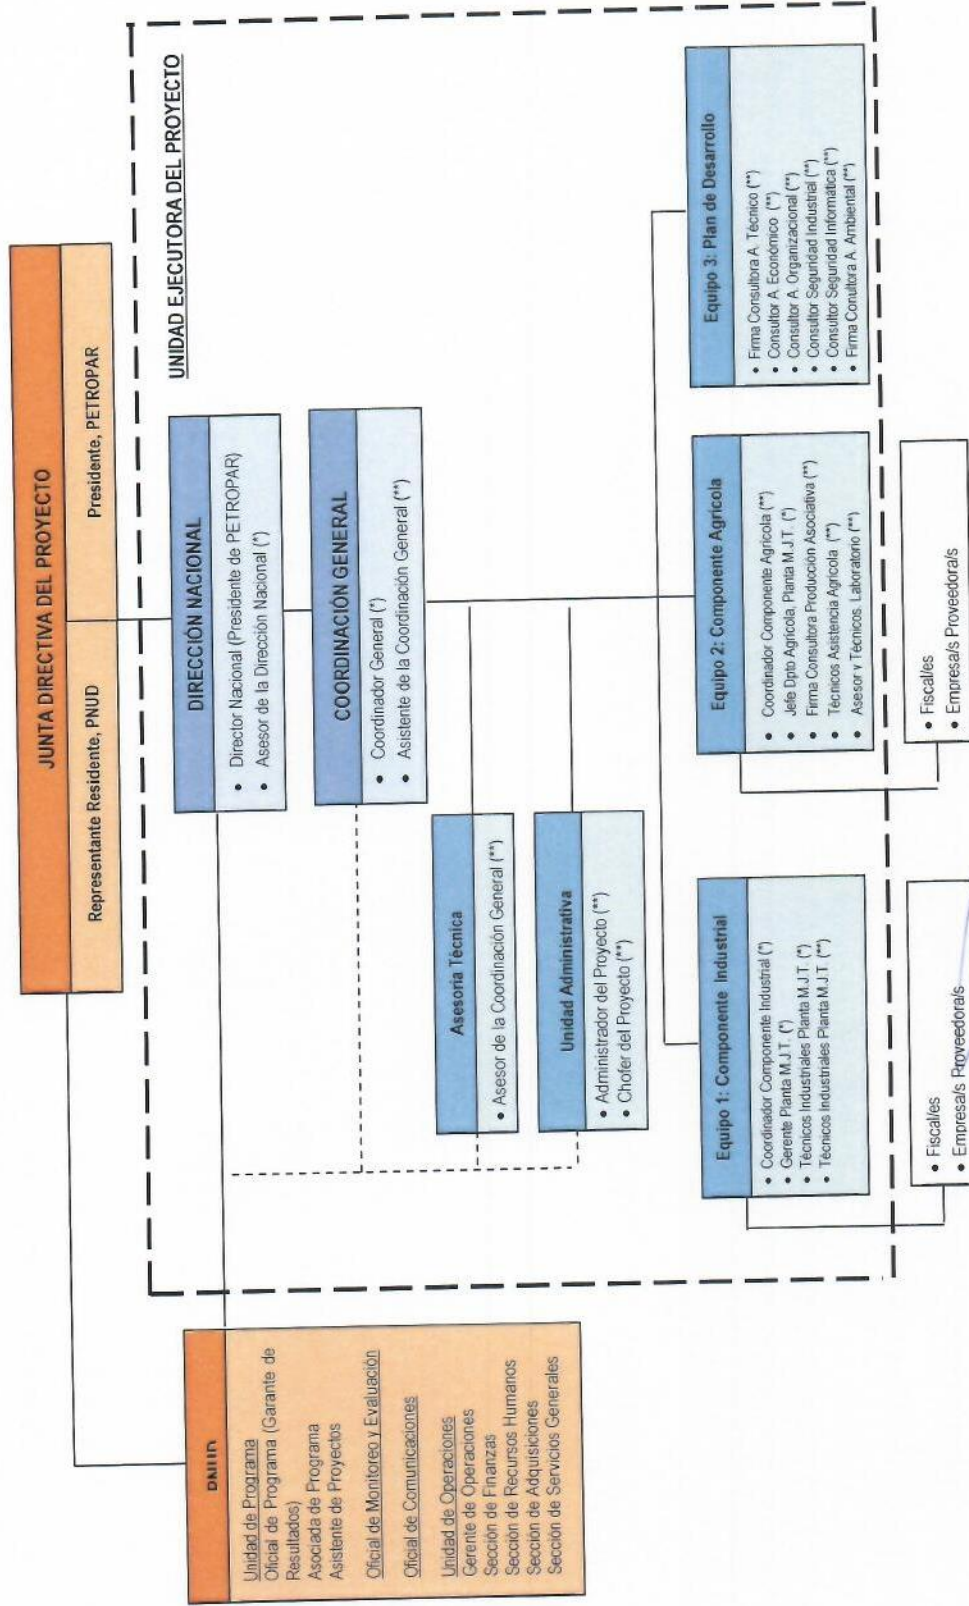 JUNTA DIRECTIVA DEL PROYECTO
Representante Residente, PNUD
Presidente, PETROPAR
UNIDAD EJECUTORA DEL PROYECTO
DIRECCIÓN NACIONAL
• Director Nacional (Presidente de PETROPAR)
• Asesor de la Dirección Nacional (*)
COORDINACIÓN GENERAL
• Coordinador General (*)
• Asistente de la Coordinación General (**)
PNUD
Unidad de Programa
Oficial de Programa (Garante de
Resultados)
Asociada de Programa
Asistente de Proyectos
Oficial de Monitoreo y Evaluación
Oficial de Comunicaciones
Unidad de Operaciones
Gerente de Operaciones
Sección de Finanzas
Sección de Recursos Humanos
Sección de Adquisiciones
Sección de Servicios Generales
Asesoría Técnica
• Asesor de la Coordinación General (**)
Unidad Administrativa
• Administrador del Proyecto (**)
• Chofer del Proyecto (**)
Equipo 1: Componente Industrial
• Coordinador Componente Industrial (*)
• Gerente Planta M.J.T. (*)
• Técnicos Industriales Planta M.J.T. (*)
• Técnicos Industriales Planta M.J.T. (**)
Equipo 2: Componente Agrícola
• Coordinador Componente Agrícola (**)
• Jefe Dpto Agrícola, Planta M.J.T. (*)
• Firma Consultora Producción Asociativa (**)
• Técnicos Asistencia Agrícola (**)
• Asesor y Técnicos. Laboratorio (**)
Equipo 3: Plan de Desarrollo
• Firma Consultora A. Técnico (**)
• Consultor A. Económico (**)
• Consultor A. Organizacional (**)
• Consultor Seguridad Industrial (**)
• Consultor Seguridad Informática (**)
• Firma Conultora A. Ambiental (**)
• Fiscal/es
• Empresa/s Proveedora/s
• Fiscal/es
• Empresa/s Proveedora/s